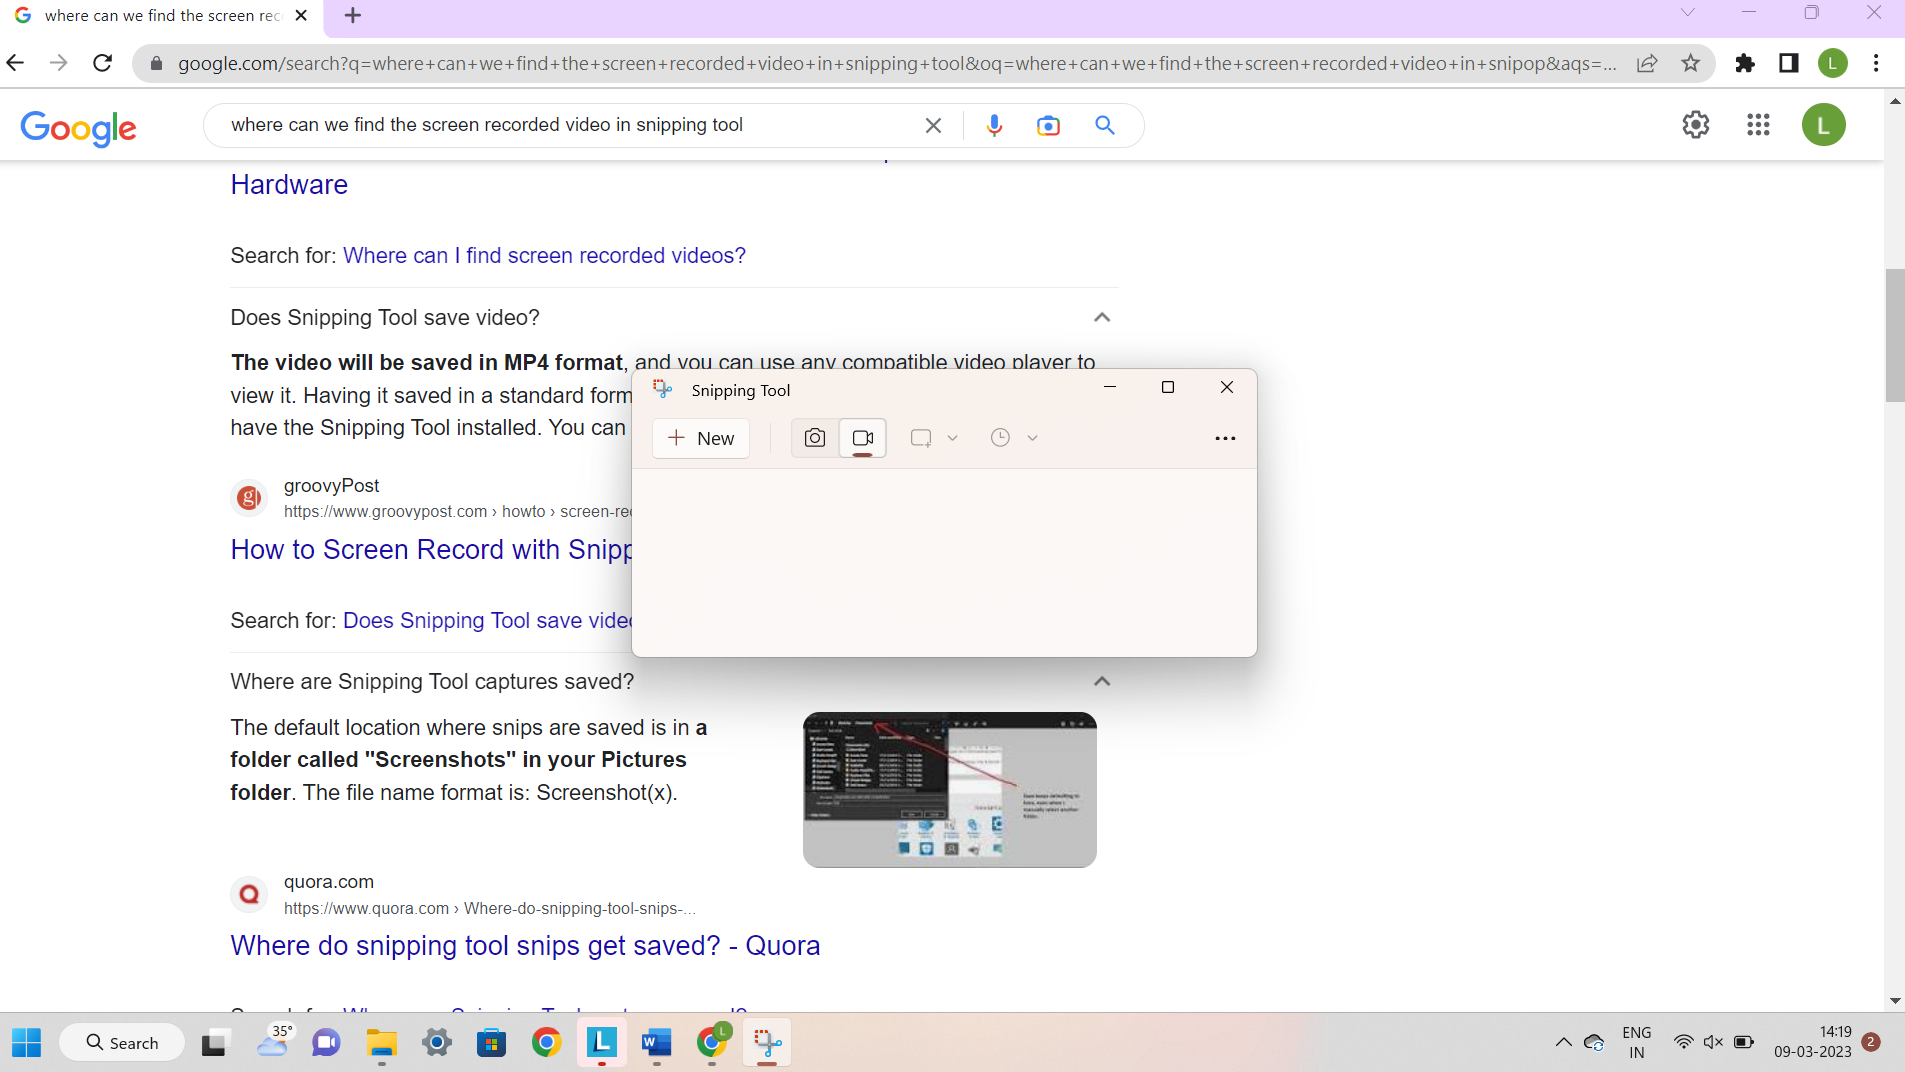 where can we find the screen rec
google.com/search?q=where+can+we+find+the+screen+recorded+video+in+snipping+tool&oq=where+can+we+find+the+screen+recorded+video+in+snipop&aqs=...
L
Google
where can we find the screen recorded video in snipping tool
L
Hardware
Search for: Where can I find screen recorded videos?
Does Snipping Tool save video?
The video will be saved in MP4 format, and you can use any compatible video player to
view it. Having it saved in a standard form
have the Snipping Tool installed. You can
Snipping Tool
New
groovyPost
https://www.groovypost.com › howto › screen-rec
How to Screen Record with Snipp
Search for: Does Snipping Tool save video
Where are Snipping Tool captures saved?
The default location where snips are saved is in a
folder called "Screenshots" in your Pictures
folder. The file name format is: Screenshot(x).
quora.com
https://www.quora.com › Where-do-snipping-tool-snips-...
Where do snipping tool snips get saved? - Quora
Search
35°
L
W
L
ENG
IN
14:19
09-03-2023
2